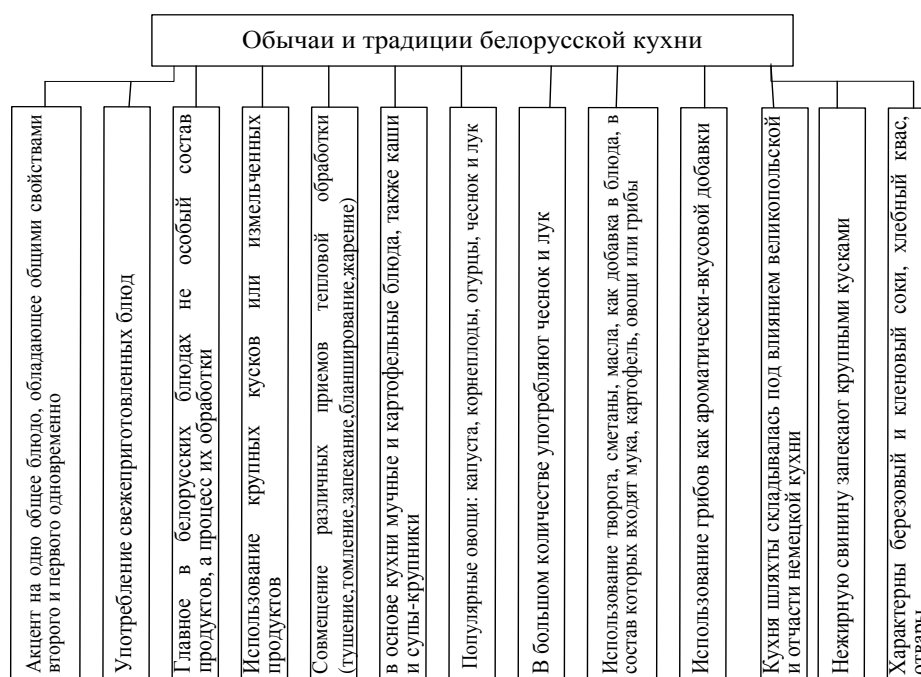 Обычаи и традиции белорусской кухни
Акцент на одно общее блюдо, обладающее общими свойствами
второго и первого одновременно
Употребление свежеприготовленных блюд
Главное в белорусских блюдах не особый состав
продуктов, а процесс их обработки
Использование крупных кусков или измельченных
продуктов
Совмещение различных приемов тепловой обработки
(тушение,томление,запекание,бланширование,жарение)
в основе кухни мучные и картофельные блюда, также каши
и супы-крупники
Популярные овощи: капуста, корнеплоды, огурцы, чеснок и лук
В большом количестве употребляют чеснок и лук
Использование творога, сметаны, масла, как добавка в блюда, в
состав которых входят мука, картофель, овощи или грибы
Использование грибов как ароматически-вкусовой добавки
Кухня шляхты складывалась под влиянием великопольской
и отчасти немецкой кухни
Нежирную свинину запекают крупными кусками
Характерны березовый и кленовый соки, хлебный квас,
отвары